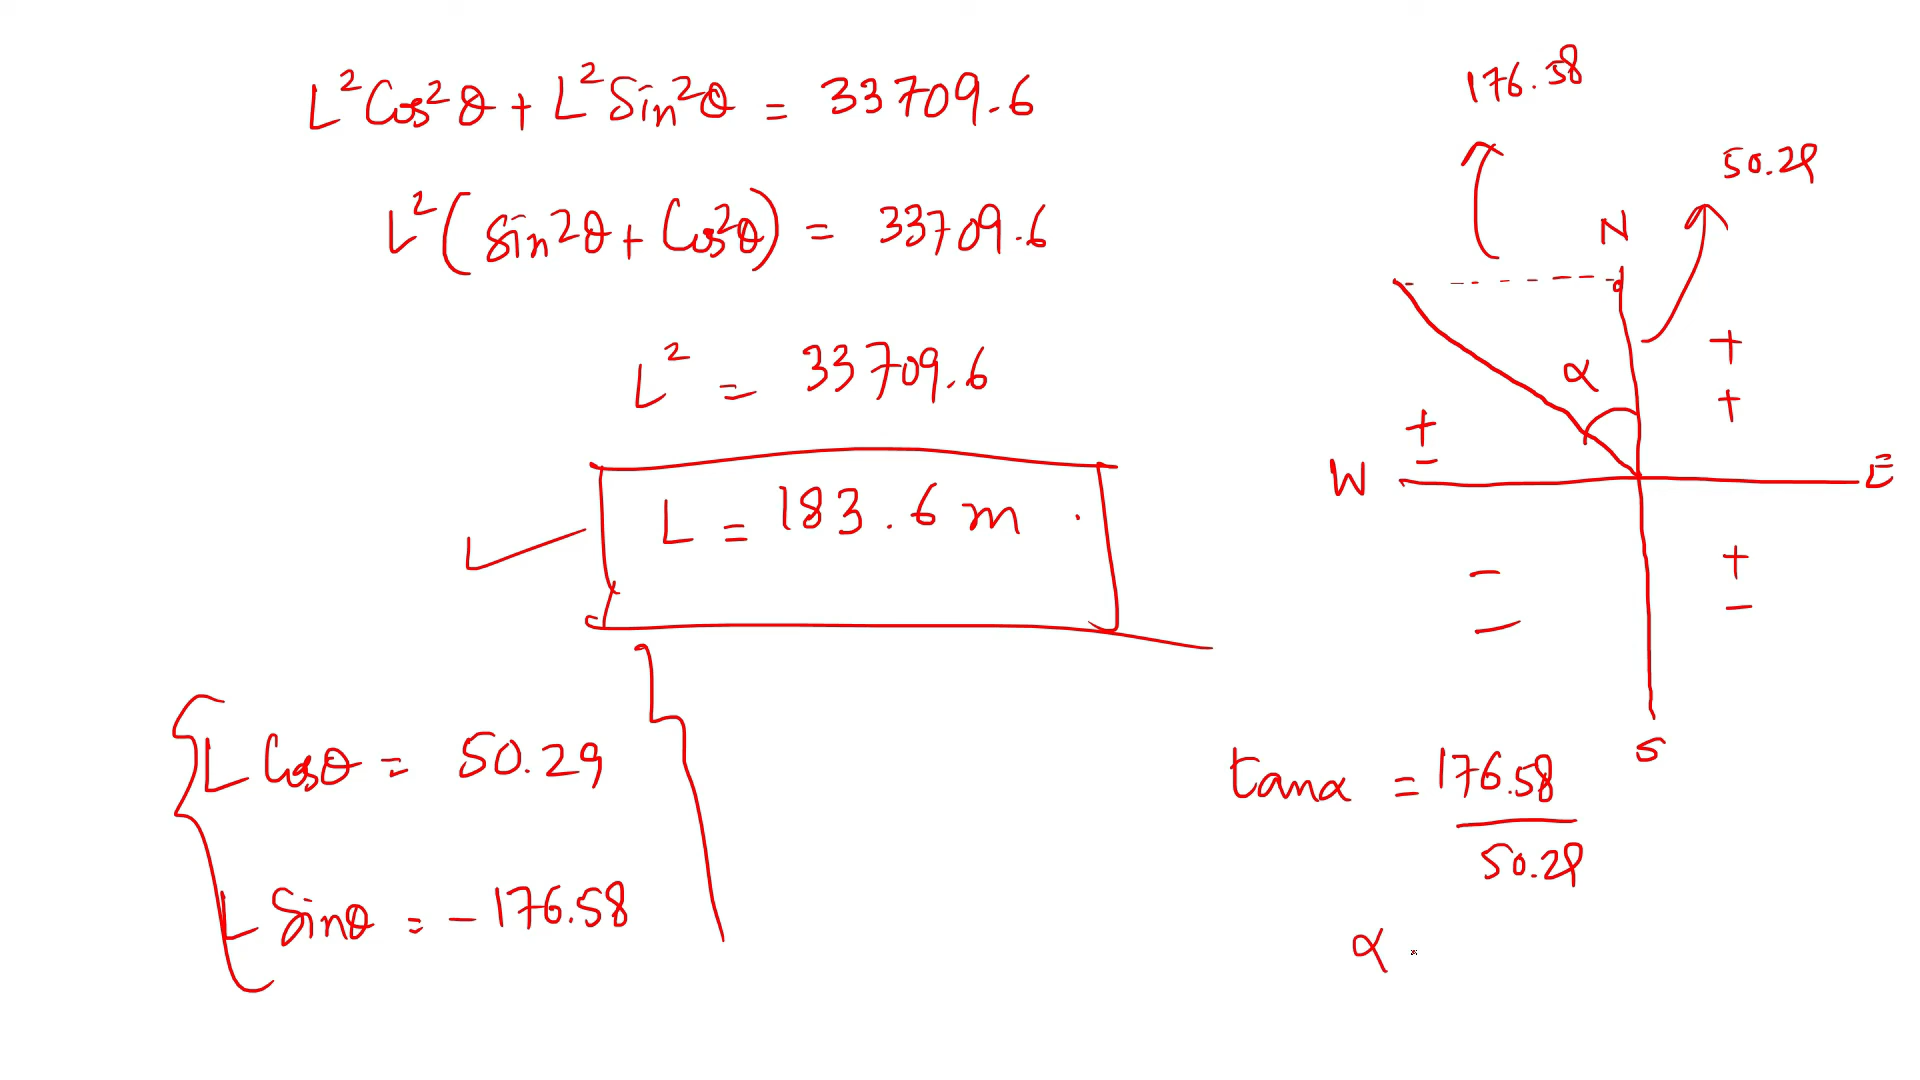 L²Cos²θ + L²Sin²θ = 33709.6
L²(Sin2θ + Cos²θ) = 33709.6
L² = 33709.6
L = 183.6 m .
L Cosθ = 50.29
L Sinθ = -176.58
176.58
50.29
N
α
+
+
+
-
W
E
-
-
+
-
S
tanα = 176.58
50.29
α